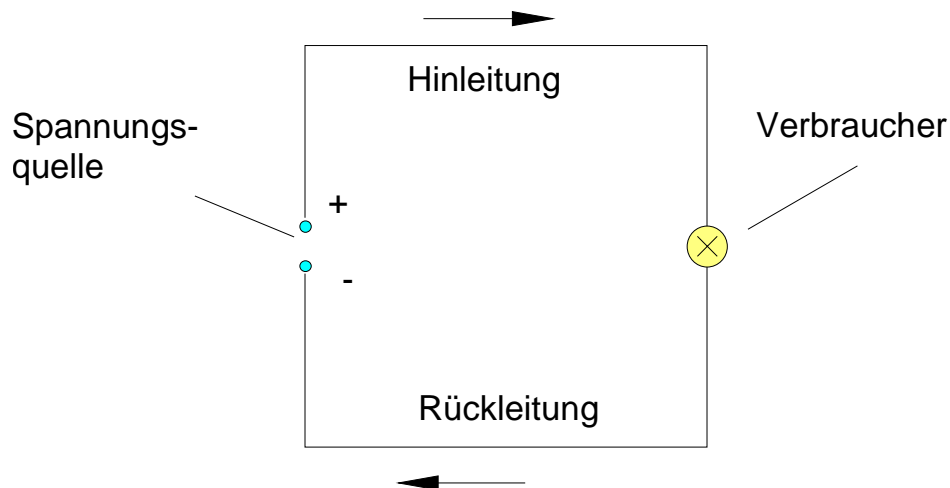 Hinleitung
Spannungs-
quelle
Verbraucher
+
-
Rückleitung